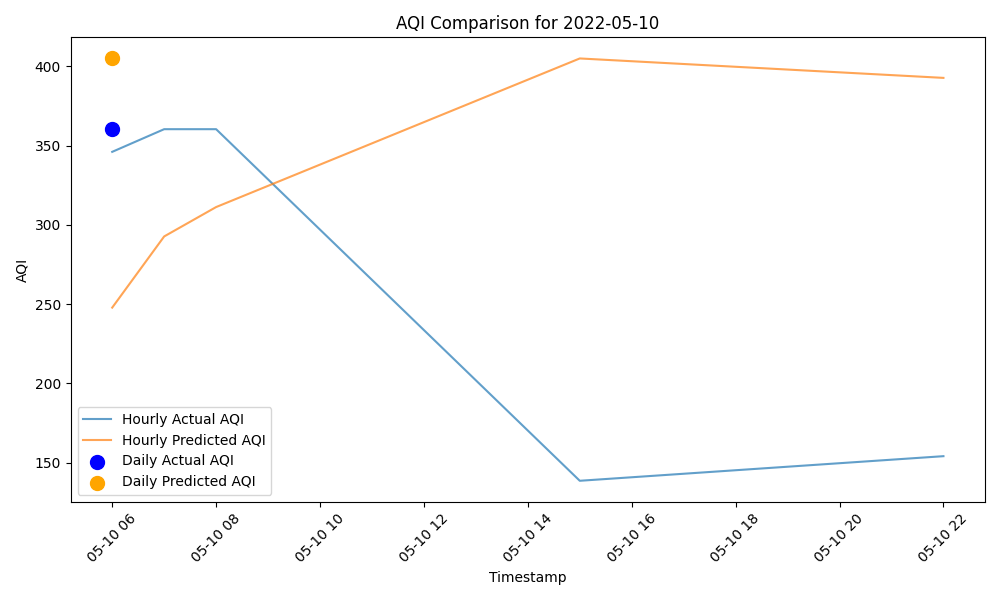 AQI Comparison for 2022-05-10
AQI
400
350
300
250
200
150
Hourly Actual AQI
Hourly Predicted AQI
Daily Actual AQI
Daily Predicted AQI
05-10 06
05-10 08
05-10 10
05-10 12
05-10 14
05-10 16
05-10 18
05-10 20
05-10 22
Timestamp